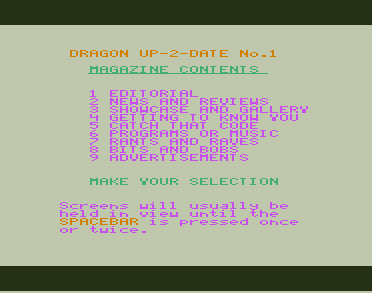 DRAGON UP-2-DATE No.1
MAGAZINE CONTENTS
1 EDITORIAL
2 NEWS AND REVIEWS
3 SHOWCASE AND GALLERY
4 GETTING TO KNOW YOU
5 CATCH THAT CODE
6 PROGRAMS OR MUSIC
7 RANTS AND RAVES
8 BITS AND BOBS
9 ADVERTISEMENTS
MAKE YOUR SELECTION
Screens will usually be
held in view until the
SPACEBAR is pressed once
or twice.